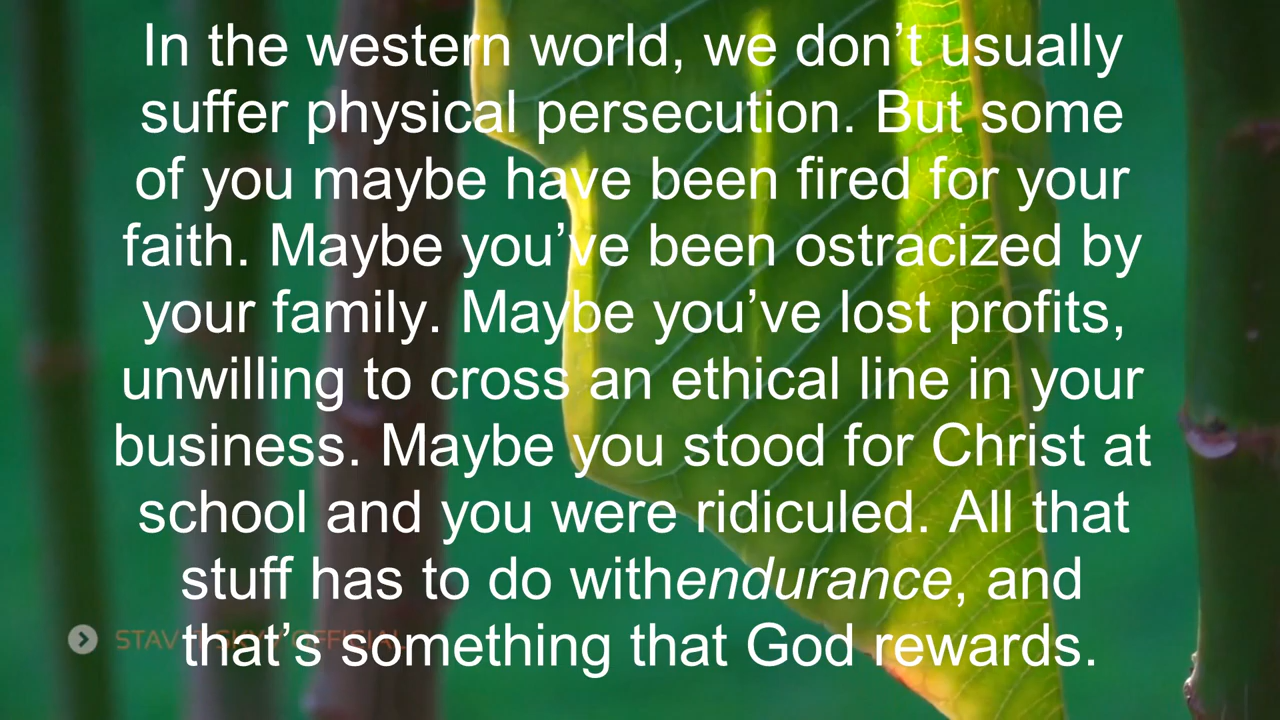 In the western world, we don’t usually
suffer physical persecution. But some
of you maybe have been fired for your
faith. Maybe you’ve been ostracized by
your family. Maybe you’ve lost profits,
unwilling to cross an ethical line in your
business. Maybe you stood for Christ at
school and you were ridiculed. All that
stuff has to do withendurance, and
that’s something that God rewards.